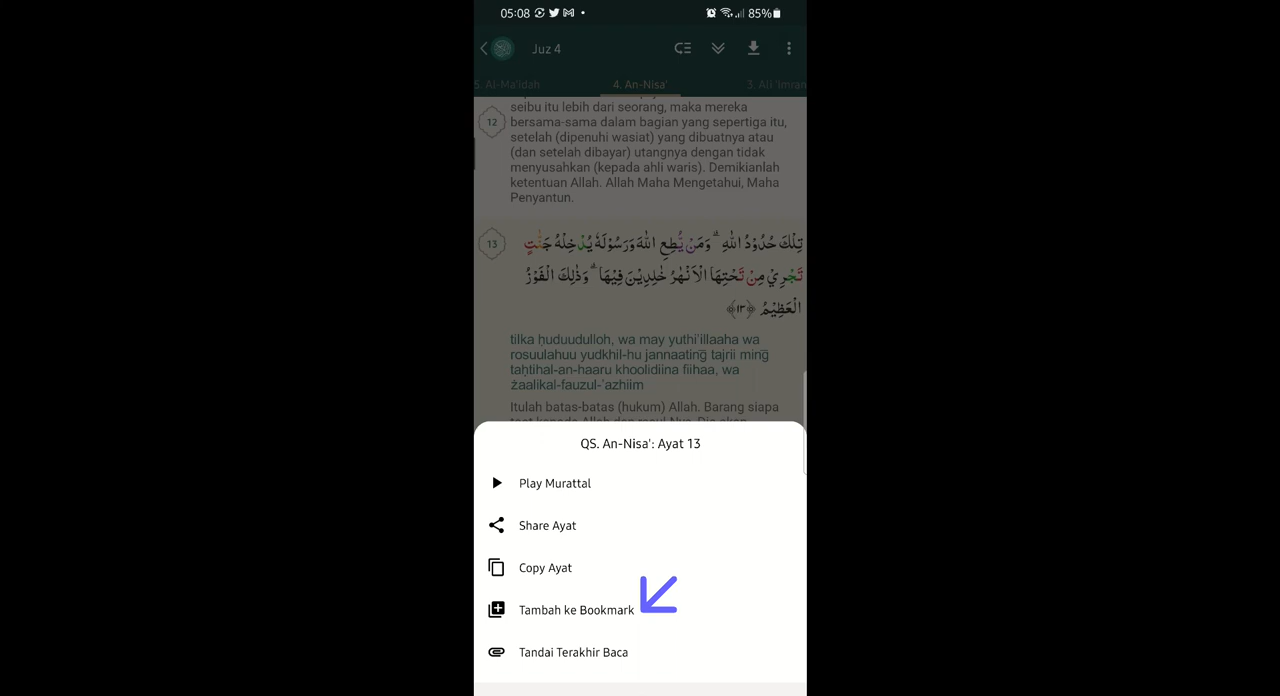 05:08
85%
Juz 4
5. Al-Ma'idah
4. An-Nisa'
3. Ali 'Imran
seibu itu lebih dari seorang, maka mereka
12
bersama-sama dalam bagian yang sepertiga itu,
setelah (dipenuhi wasiat) yang dibuatnya atau
(dan setelah dibayar) utangnya dengan tidak
menyusahkan (kepada ahli waris). Demikianlah
ketentuan Allah. Allah Maha Mengetahui, Maha
Penyantun.
13
تِلْكَ حُدُوْدُ اللّٰهِ ۗ وَمَنْ يُّطِعِ اللّٰهَ وَرَسُوْلَهٗ يُدْخِلْهُ جَنّٰتٍ
تَجْرِيْ مِنْ تَحْتِهَا الْاَنْهٰرُ خٰلِدِيْنَ فِيْهَا ۗ وَذٰلِكَ الْفَوْزُ
الْعَظِيْمُ ﴿١٣﴾
tilka ḥuduudulloh, wa may yuthi'illaaha wa
rosuulahuu yudkhil-hu jannaating̅ tajrii ming̅
taḥtihal-an-haaru khoolidiina fiihaa, wa
żaalikal-fauzul-'azhiim
Itulah batas-batas (hukum) Allah. Barang siapa
QS. An-Nisa': Ayat 13
Play Murattal
Share Ayat
Copy Ayat
Tambah ke Bookmark
Tandai Terakhir Baca